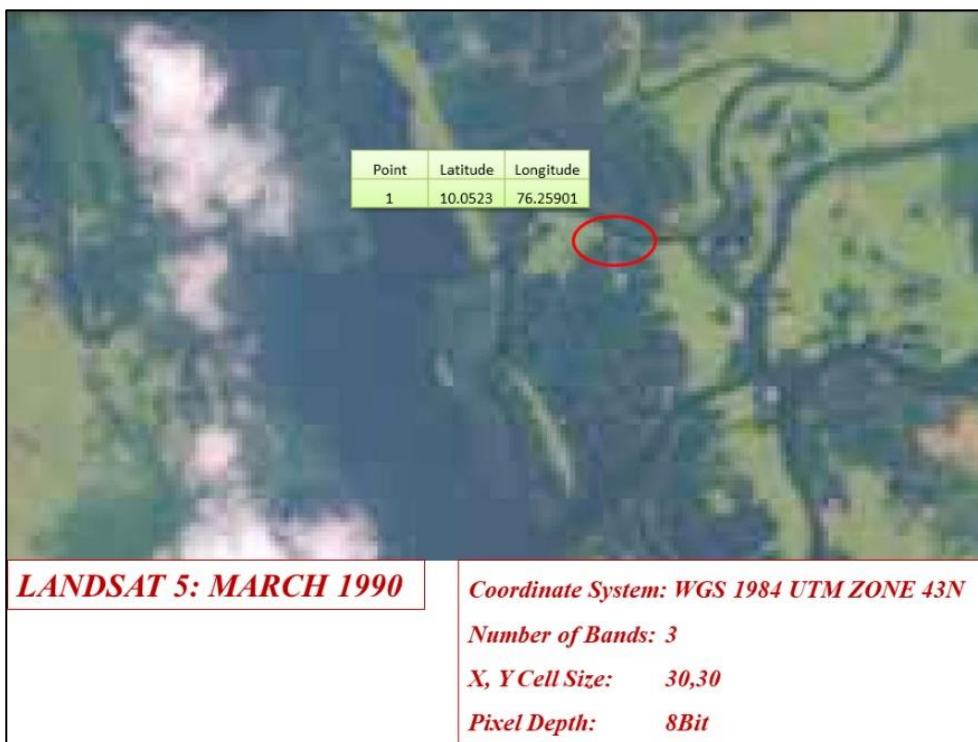 Point Latitude Longitude
1 10.0523 76.25901
LANDSAT 5: MARCH 1990
Coordinate System: WGS 1984 UTM ZONE 43N
Number of Bands: 3
X, Y Cell Size: 30,30
Pixel Depth: 8Bit